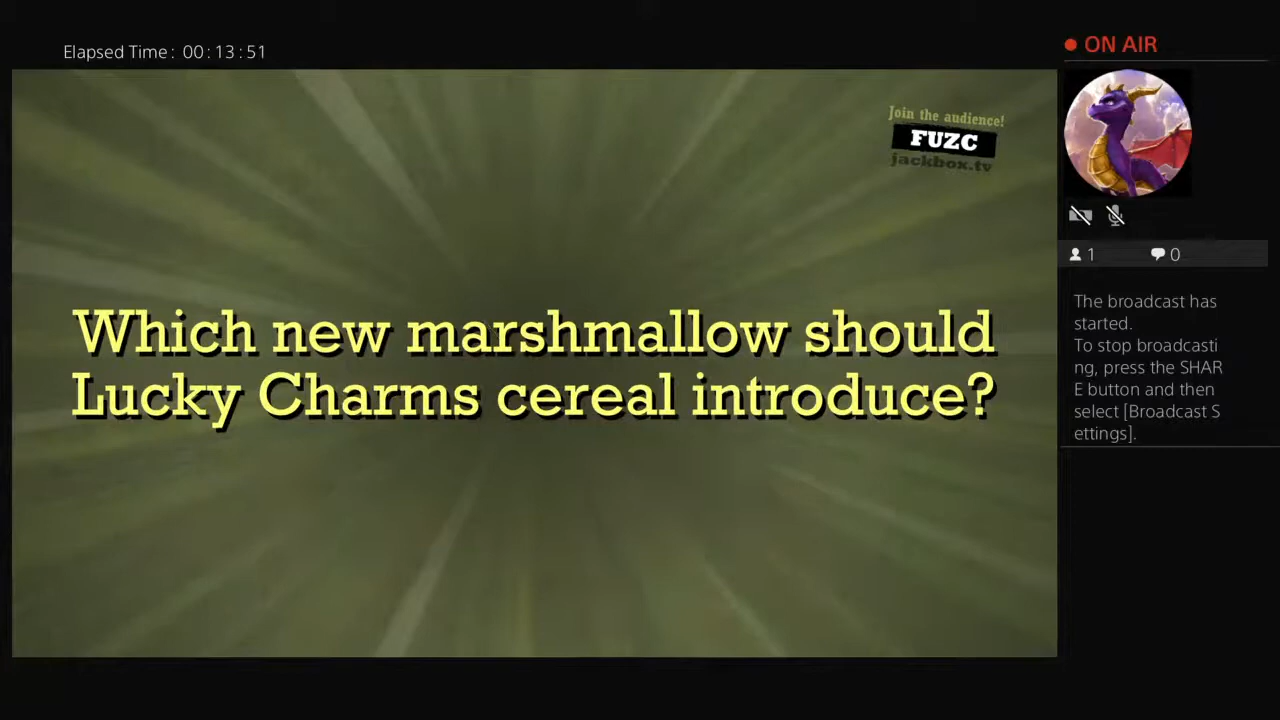 Elapsed Time: 00:13:51
ON AIR
Join the audience!
FUZC
jackbox.tv
1
0
Which new marshmallow should
Lucky Charms cereal introduce?
The broadcast has
started.
To stop broadcasti
ng, press the SHAR
E button and then
select [Broadcast S
ettings].